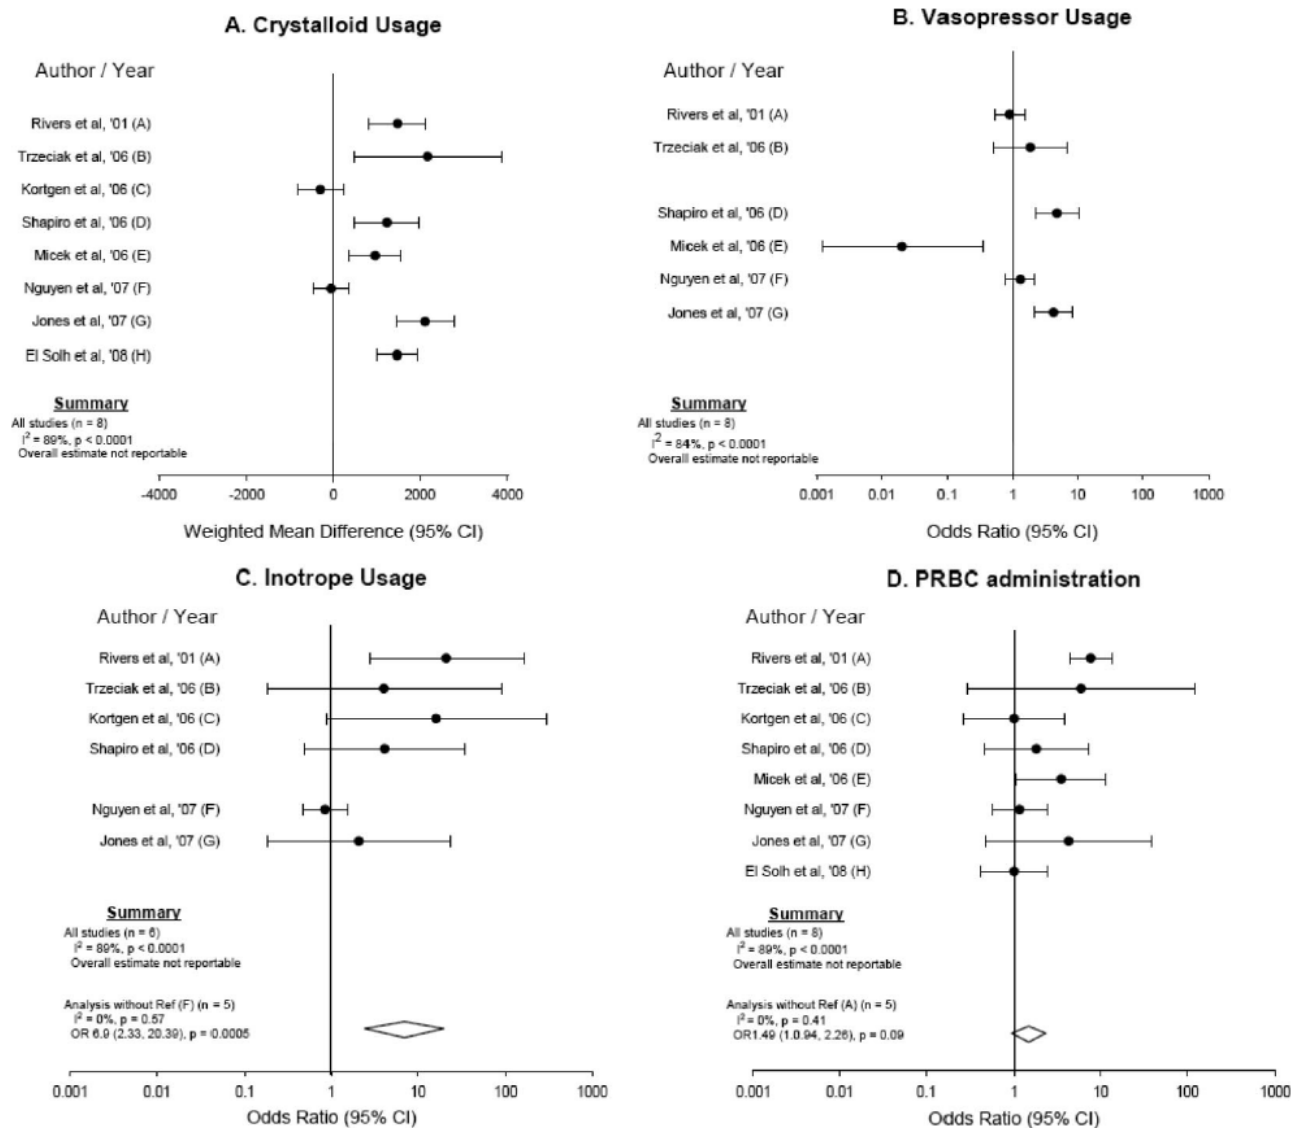 A. Crystalloid Usage
Author / Year
Rivers et al, '01 (A)
Trzeciak et al, '06 (B)
Kortgen et al, '06 (C)
Shapiro et al, '06 (D)
Micek et al, '06 (E)
Nguyen et al, '07 (F)
Jones et al, '07 (G)
El Solh et al, '08 (H)
Summary
All studies (n = 8)
I² = 89%, p < 0.0001
Overall estimate not reportable
-4000 -2000 0 2000 4000
Weighted Mean Difference (95% CI)
B. Vasopressor Usage
Author / Year
Rivers et al, '01 (A)
Trzeciak et al, '06 (B)
Shapiro et al, '06 (D)
Micek et al, '06 (E)
Nguyen et al, '07 (F)
Jones et al, '07 (G)
Summary
All studies (n = 8)
I² = 84%, p < 0.0001
Overall estimate not reportable
0.001 0.01 0.1 1 10 100 1000
Odds Ratio (95% CI)
C. Inotrope Usage
Author / Year
Rivers et al, '01 (A)
Trzeciak et al, '06 (B)
Kortgen et al, '06 (C)
Shapiro et al, '06 (D)
Nguyen et al, '07 (F)
Jones et al, '07 (G)
Summary
All studies (n = 6)
I² = 89%, p < 0.0001
Overall estimate not reportable
Analysis without Ref (F) (n = 5)
I² = 0%, p = 0.57
OR 6.9 (2.33, 20.39), p = 0.0005
0.001 0.01 0.1 1 10 100 1000
Odds Ratio (95% CI)
D. PRBC administration
Author / Year
Rivers et al, '01 (A)
Trzeciak et al, '06 (B)
Kortgen et al, '06 (C)
Shapiro et al, '06 (D)
Micek et al, '06 (E)
Nguyen et al, '07 (F)
Jones et al, '07 (G)
El Solh et al, '08 (H)
Summary
All studies (n = 8)
I² = 89%, p < 0.0001
Overall estimate not reportable
Analysis without Ref (A) (n = 5)
I² = 0%, p = 0.41
OR1.49 (1.0.94, 2.26), p = 0.09
0.001 0.01 0.1 1 10 100 1000
Odds Ratio (95% CI)